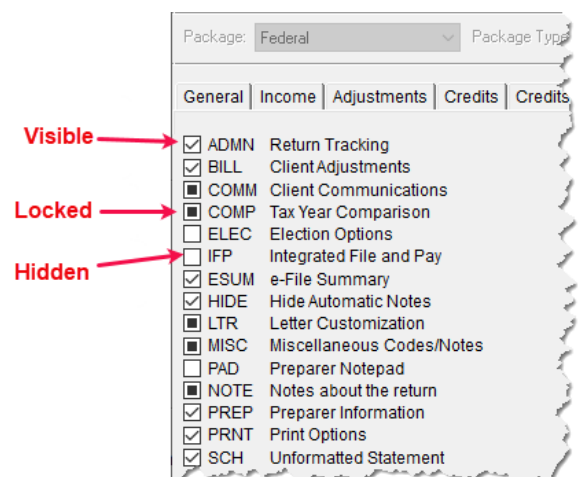 Package: Federal Package Type
General Income Adjustments Credits Credits
Visible
ADMN Return Tracking
BILL Client Adjustments
COMM Client Communications
Locked
COMP Tax Year Comparison
ELEC Election Options
Hidden
IFP Integrated File and Pay
ESUM e-File Summary
HIDE Hide Automatic Notes
LTR Letter Customization
MISC Miscellaneous Codes/Notes
PAD Preparer Notepad
NOTE Notes about the return
PREP Preparer Information
PRNT Print Options
SCH Unformatted Statement